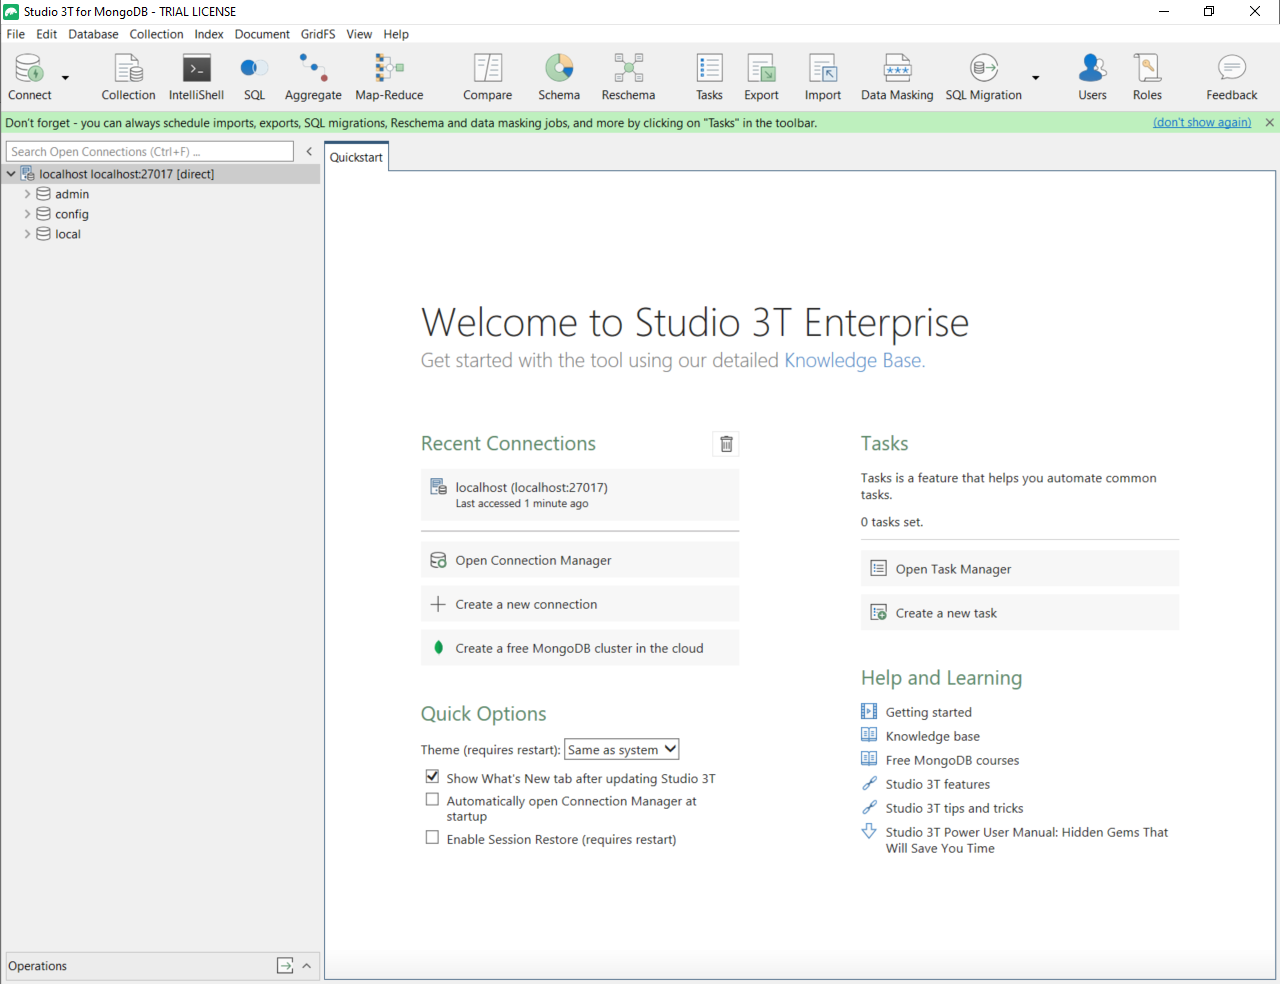 Studio 3T for MongoDB - TRIAL LICENSE
File Edit Database Collection Index Document GridFS View Help
Connect Collection IntelliShell SQL Aggregate Map-Reduce Compare Schema Reschema Tasks Export Import Data Masking SQL Migration Users Roles Feedback
Don't forget - you can always schedule imports, exports, SQL migrations, Reschema and data masking jobs, and more by clicking on "Tasks" in the toolbar. (don't show again)
Search Open Connections (Ctrl+F) ...
localhost localhost:27017 [direct]
admin
config
local
Operations
Quickstart
Welcome to Studio 3T Enterprise
Get started with the tool using our detailed Knowledge Base.
Recent Connections
localhost (localhost:27017)
Last accessed 1 minute ago
Open Connection Manager
Create a new connection
Create a free MongoDB cluster in the cloud
Quick Options
Theme (requires restart): Same as system
Show What's New tab after updating Studio 3T
Automatically open Connection Manager at
startup
Enable Session Restore (requires restart)
Tasks
Tasks is a feature that helps you automate common
tasks.
0 tasks set.
Open Task Manager
Create a new task
Help and Learning
Getting started
Knowledge base
Free MongoDB courses
Studio 3T features
Studio 3T tips and tricks
Studio 3T Power User Manual: Hidden Gems That
Will Save You Time